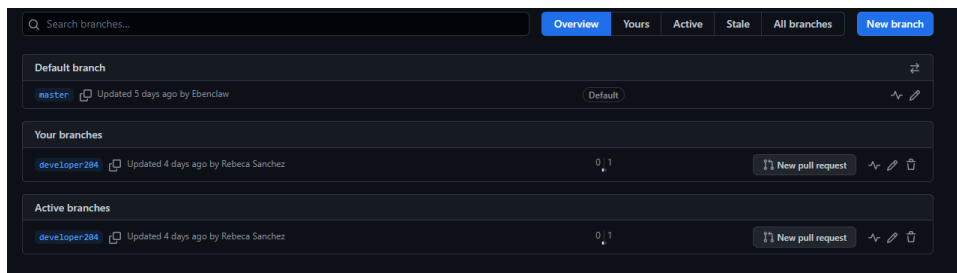 Search branches...
Overview Yours Active Stale All branches New branch
Default branch
master Updated 5 days ago by Ebenclaw Default
Your branches
developer204 Updated 4 days ago by Rebeca Sanchez 0 1 New pull request
Active branches
developer204 Updated 4 days ago by Rebeca Sanchez 0 1 New pull request